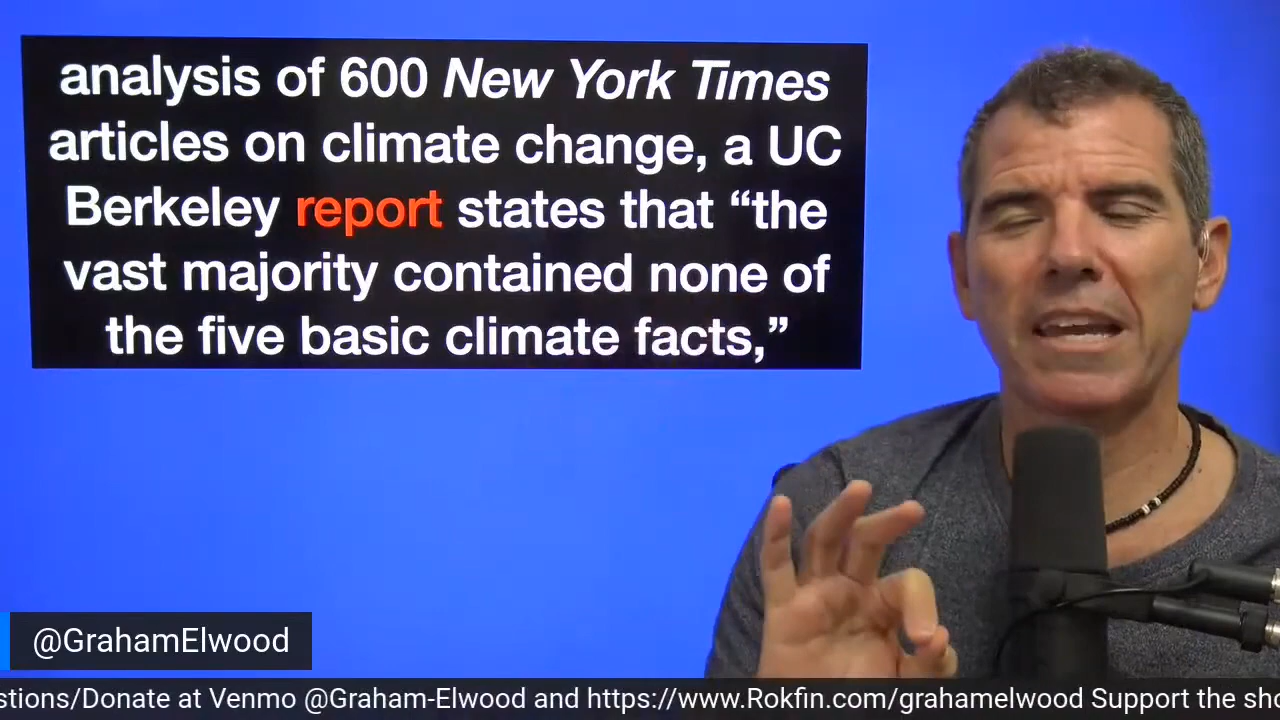 analysis of 600 New York Times
articles on climate change, a UC
Berkeley report states that “the
vast majority contained none of
the five basic climate facts,”
@GrahamElwood
stions/Donate at Venmo @Graham-Elwood and https://www.Rokfin.com/grahamelwood Support the sho